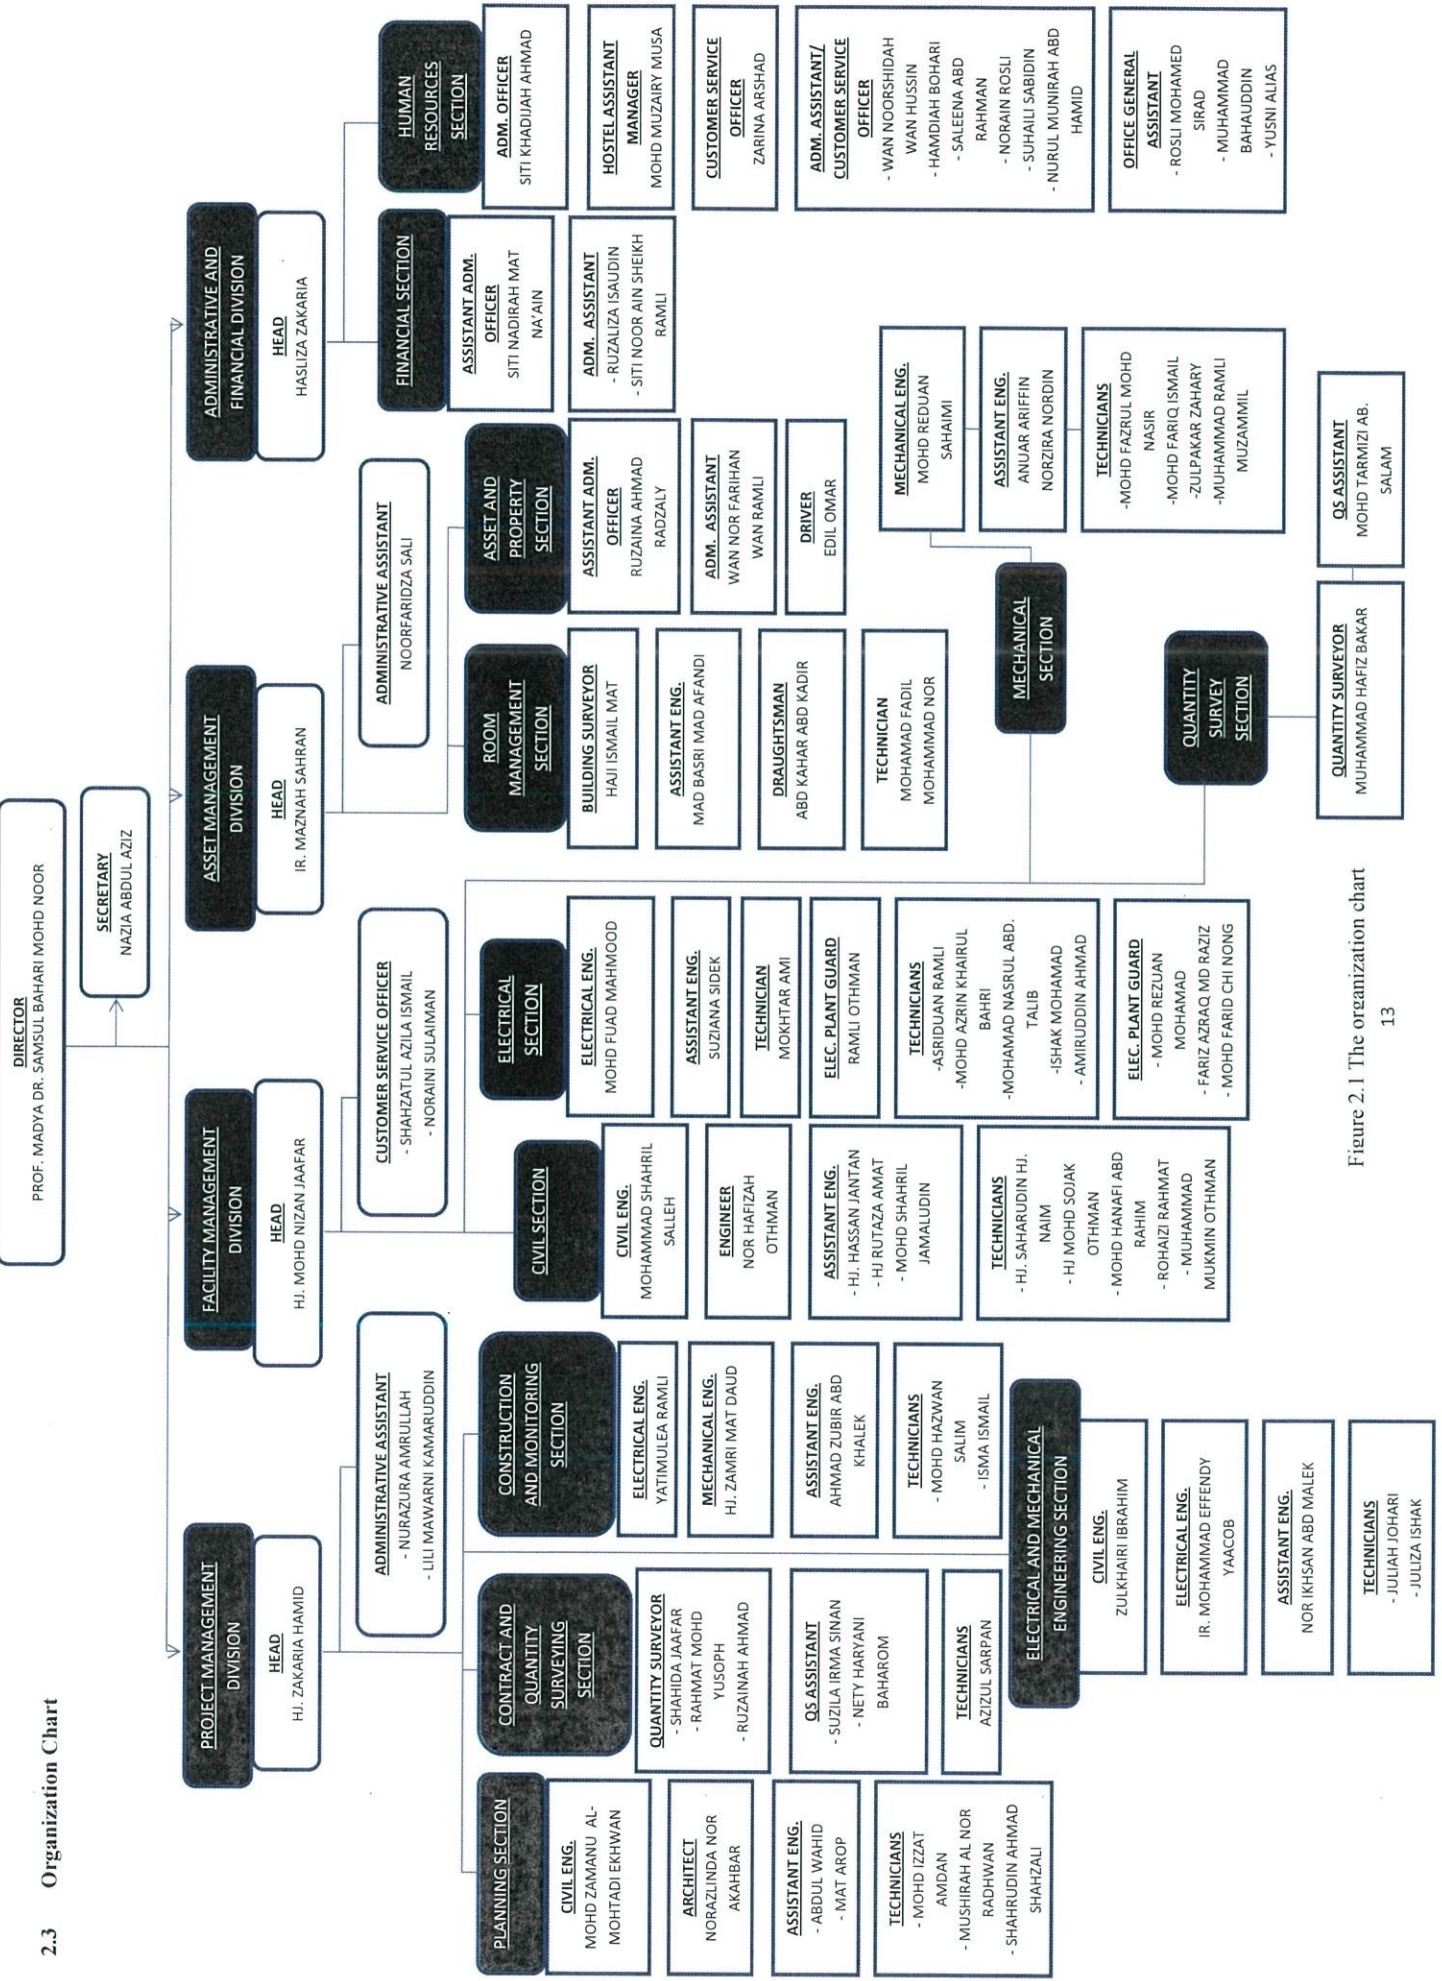 2.3 Organization Chart
DIRECTOR
PROF. MADYA DR. SAMSUL BAHARI MOHD NOOR
SECRETARY
NAZIA ABDUL AZIZ
PROJECT MANAGEMENT
DIVISION
HEAD
HJ. ZAKARIA HAMID
ADMINISTRATIVE ASSISTANT
- NURAZURA AMRULLAH
- LILI MAWARNI KAMARUDDIN
PLANNING SECTION
CIVIL ENG.
MOHD ZAMANU AL-
MOHTADI EKHWAN
ARCHITECT
NORAZLINDA NOR
AKAHBAR
ASSISTANT ENG.
- ABDUL WAHID
- MAT AROP
TECHNICIANS
- MOHD IZZAT
AMDAN
- MUSHIRAH AL NOR
RADHWAN
- SHAHRUDIN AHMAD
SHAHZALI
CONTRACT AND
QUANTITY
SURVEYING
SECTION
QUANTITY SURVEYOR
- SHAHIDA JAAFAR
- RAHMAT MOHD
YUSOPH
- RUZAINAH AHMAD
QS ASSISTANT
- SUZILA IRMA SINAN
- NETY HARYANI
BAHAROM
TECHNICIANS
AZIZUL SARPAN
CONSTRUCTION
AND MONITORING
SECTION
ELECTRICAL ENG.
YATIMULEA RAMLI
MECHANICAL ENG.
HJ. ZAMRI MAT DAUD
ASSISTANT ENG.
AHMAD ZUBIR ABD
KHALEK
TECHNICIANS
- MOHD HAZWAN
SALIM
- ISMA ISMAIL
ELECTRICAL AND MECHANICAL
ENGINEERING SECTION
CIVIL ENG.
ZULKHAIRI IBRAHIM
ELECTRICAL ENG.
IR. MOHAMMAD EFFENDY
YAACOB
ASSISTANT ENG.
NOR IKHSAN ABD MALEK
TECHNICIANS
- JULIAH JOHARI
- JULIZA ISHAK
FACILITY MANAGEMENT
DIVISION
HEAD
HJ. MOHD NIZAN JAAFAR
CUSTOMER SERVICE OFFICER
- SHAHZATUL AZILA ISMAIL
- NORAINI SULAIMAN
CIVIL SECTION
CIVIL ENG.
MOHAMMAD SHAHRIL
SALLEH
ENGINEER
NOR HAFIZAH
OTHMAN
ASSISTANT ENG.
- HJ. HASSAN JANTAN
- HJ RUTAZA AMAT
- MOHD SHAHRIL
JAMALUDIN
TECHNICIANS
- HJ. SAHARUDIN HJ.
NAIM
- HJ MOHD SOJAK
OTHMAN
- MOHD HANAFI ABD
RAHIM
- ROHAIZI RAHMAT
- MUHAMMAD
MUKMIN OTHMAN
ELECTRICAL
SECTION
ELECTRICAL ENG.
MOHD FUAD MAHMOOD
ASSISTANT ENG.
SUZIANA SIDEK
TECHNICIAN
MOKHTAR AMI
ELEC. PLANT GUARD
RAMLI OTHMAN
TECHNICIANS
-ASRIDUAN RAMLI
-MOHD AZRIN KHAIRUL
BAHRI
-MOHAMAD NASRUL ABD.
TALIB
-ISHAK MOHAMAD
- AMIRUDDIN AHMAD
ELEC. PLANT GUARD
- MOHD REZUAN
MOHAMAD
- FARIZ AZRAQ MD RAZIZ
- MOHD FARID CHI NONG
MECHANICAL
SECTION
MECHANICAL ENG.
MOHD REDUAN
SAHAIMI
ASSISTANT ENG.
ANUAR ARIFFIN
NORZIRA NORDIN
TECHNICIANS
-MOHD FAZRUL MOHD
NASIR
-MOHD FARIQ ISMAIL
-ZULPAKAR ZAHARY
-MUHAMMAD RAMLI
MUZAMMIL
QUANTITY
SURVEY
SECTION
QUANTITY SURVEYOR
MUHAMMAD HAFIZ BAKAR
QS ASSISTANT
MOHD TARMIZI AB.
SALAM
ASSET MANAGEMENT
DIVISION
HEAD
IR. MAZNAH SAHRAN
ADMINISTRATIVE ASSISTANT
NOORFARIDZA SALI
ROOM
MANAGEMENT
SECTION
BUILDING SURVEYOR
HAJI ISMAIL MAT
ASSISTANT ENG.
MAD BASRI MAD AFANDI
DRAUGHTSMAN
ABD KAHAR ABD KADIR
TECHNICIAN
MOHAMAD FADIL
MOHAMMAD NOR
ASSET AND
PROPERTY
SECTION
ASSISTANT ADM.
OFFICER
RUZAINA AHMAD
RADZALY
ADM. ASSISTANT
WAN NOR FARIHAN
WAN RAMLI
DRIVER
EDIL OMAR
ADMINISTRATIVE AND
FINANCIAL DIVISION
HEAD
HASLIZA ZAKARIA
FINANCIAL SECTION
ASSISTANT ADM.
OFFICER
SITI NADIRAH MAT
NA'AIN
ADM. ASSISTANT
- RUZALIZA ISAUDIN
- SITI NOOR AIN SHEIKH
RAMLI
HUMAN
RESOURCES
SECTION
ADM. OFFICER
SITI KHADIJAH AHMAD
HOSTEL ASSISTANT
MANAGER
MOHD MUZAIRY MUSA
CUSTOMER SERVICE
OFFICER
ZARINA ARSHAD
ADM. ASSISTANT/
CUSTOMER SERVICE
OFFICER
- WAN NOORSHIDAH
WAN HUSSIN
- HAMDIAH BOHARI
- SALEENA ABD
RAHMAN
- NORAIN ROSLI
- SUHAILI SABIDIN
- NURUL MUNIRAH ABD
HAMID
OFFICE GENERAL
ASSISTANT
- ROSLI MOHAMED
SIRAD
- MUHAMMAD
BAHAUDDIN
- YUSNI ALIAS
Figure 2.1 The organization chart
13